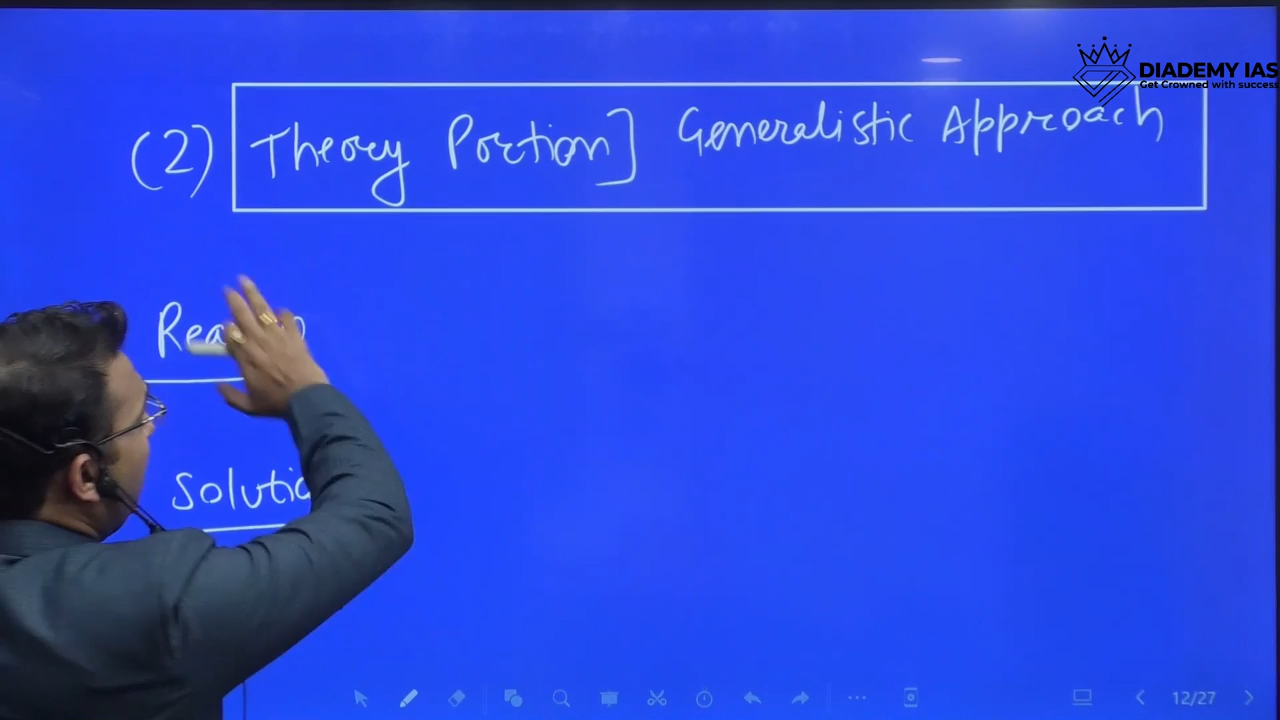 DIADEMY IAS
Get Crowned with success
(2) Theory Portion] Generalistic Approach
12/27